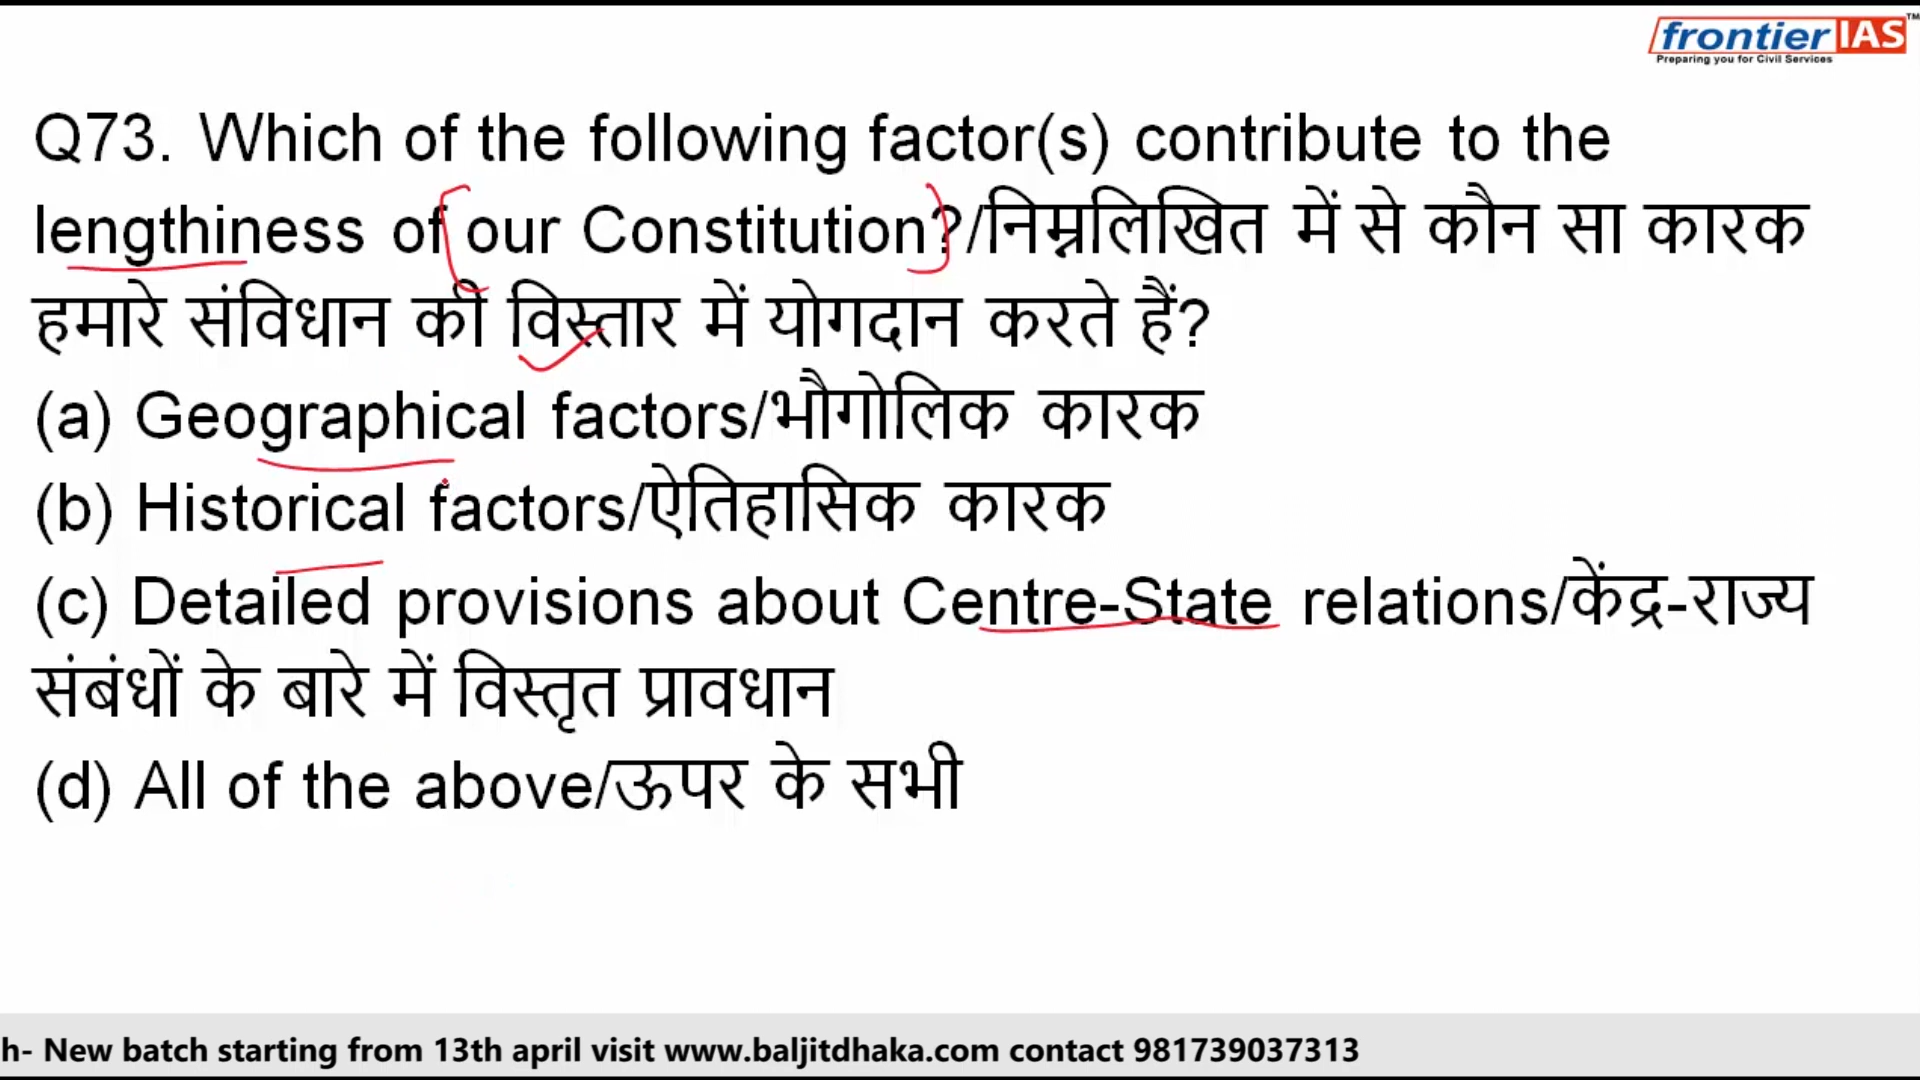 frontier IAS™
Preparing you for Civil Services
Q73. Which of the following factor(s) contribute to the
lengthiness of our Constitution?/निम्नलिखित में से कौन सा कारक
हमारे संविधान की विस्तार में योगदान करते हैं?
(a) Geographical factors/भौगोलिक कारक
(b) Historical factors/ऐतिहासिक कारक
(c) Detailed provisions about Centre-State relations/केंद्र-राज्य
संबंधों के बारे में विस्तृत प्रावधान
(d) All of the above/ऊपर के सभी
h- New batch starting from 13th april visit www.baljitdhaka.com contact 981739037313